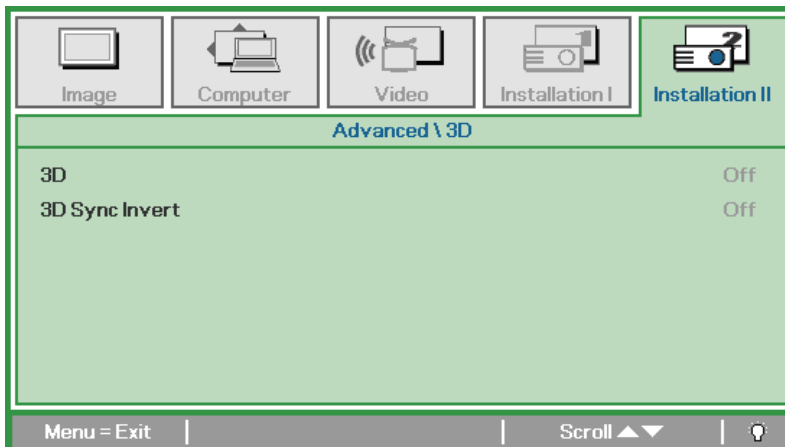 Image Computer Video Installation I Installation II
Advanced \ 3D
3D Off
3D Sync Invert Off
Menu = Exit Scroll ▲▼